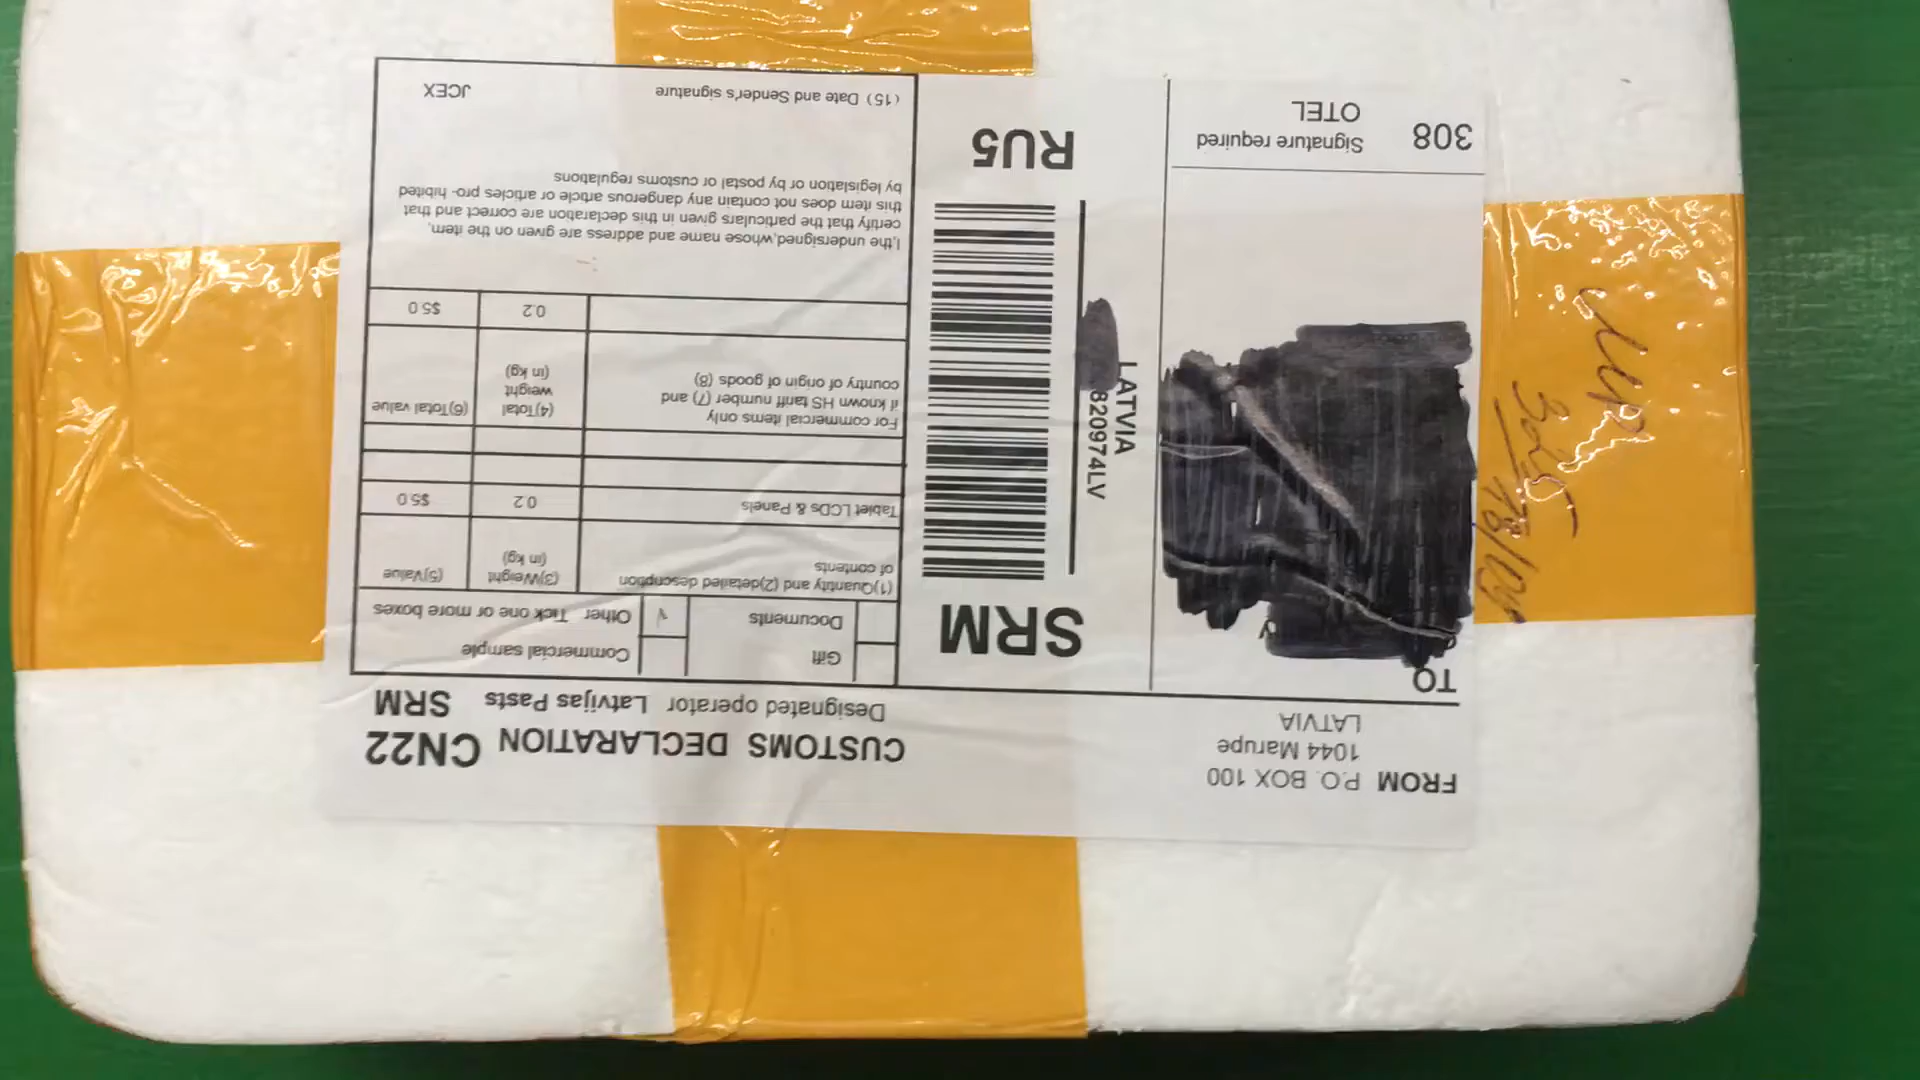 FROM P.O. BOX 100
1044 Marupe
LATVIA
TO
308
Signature required
OTEL
SRM
LATVIA
820974LV
RU5
CUSTOMS DECLARATION CN22
Designated operator Latvijas Pasts SRM
Gift
Commercial sample
Documents
√
Other Tick one or more boxes
(1)Quantity and (2)detailed description
of contents
(3)Weight
(in kg)
(5)Value
Tablet LCDs & Panels
0.2
$5.0
For commercial items only
if known HS tariff number (7) and
country of origin of goods (8)
(4)Total
weight
(in kg)
(6)Total value
0.2
$5.0
I,the undersigned,whose name and address are given on the item,
certify that the particulars given in this declaration are correct and that
this item does not contain any dangerous article or articles pro- hibited
by legislation or by postal or customs regulations
(15) Date and Sender's signature
JCEX